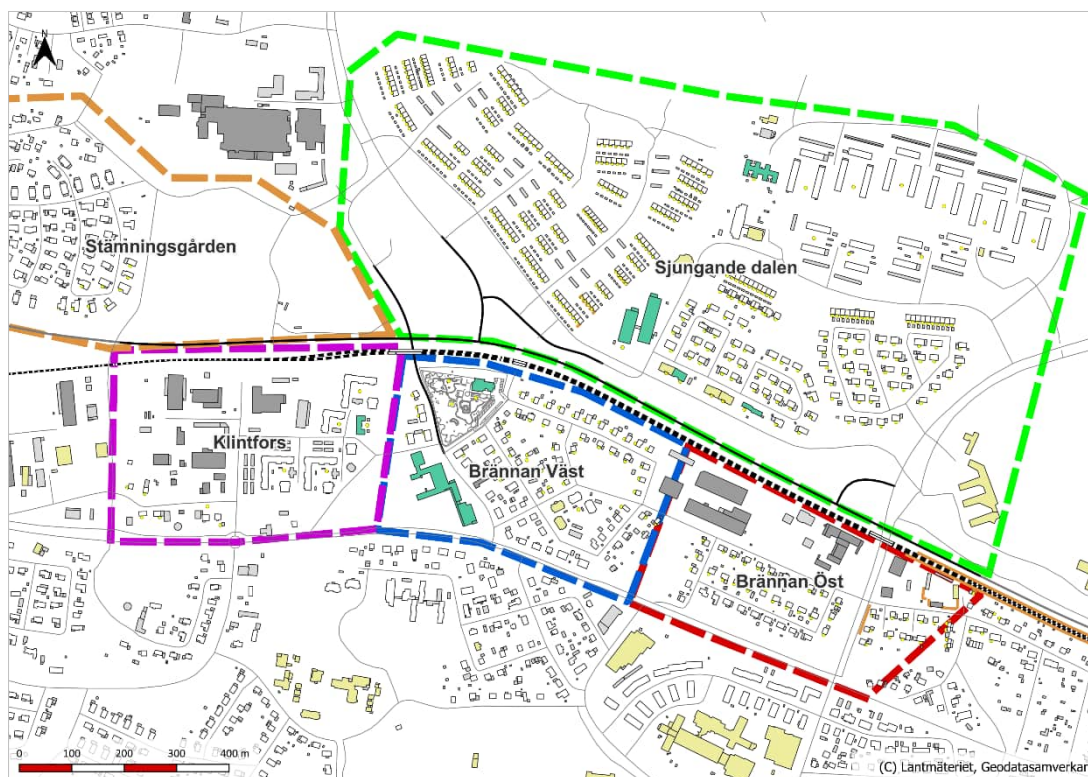 N
Stämningsgården
Sjungande dalen
Klintfors
Brännan Väst
Brännan Öst
0 100 200 300 400 m
(C) Lantmäteriet, Geodatasamverkan